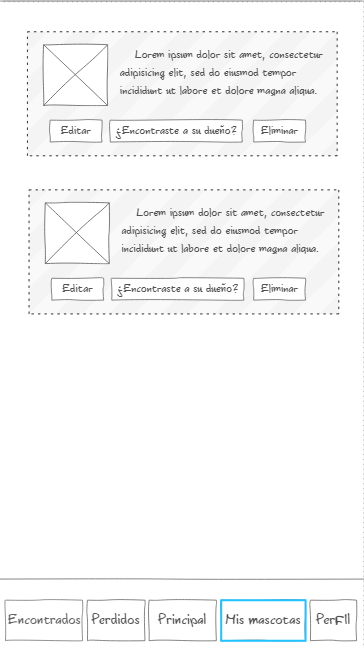 Lorem ipsum dolor sit amet, consectetur
adipisicing elit, sed do eiusmod tempor
incididunt ut labore et dolore magna aliqua.
Editar ¿Encontraste a su dueño? Eliminar
Lorem ipsum dolor sit amet, consectetur
adipisicing elit, sed do eiusmod tempor
incididunt ut labore et dolore magna aliqua.
Editar ¿Encontraste a su dueño? Eliminar
Encontrados Perdidos Principal Mis mascotas Perfil